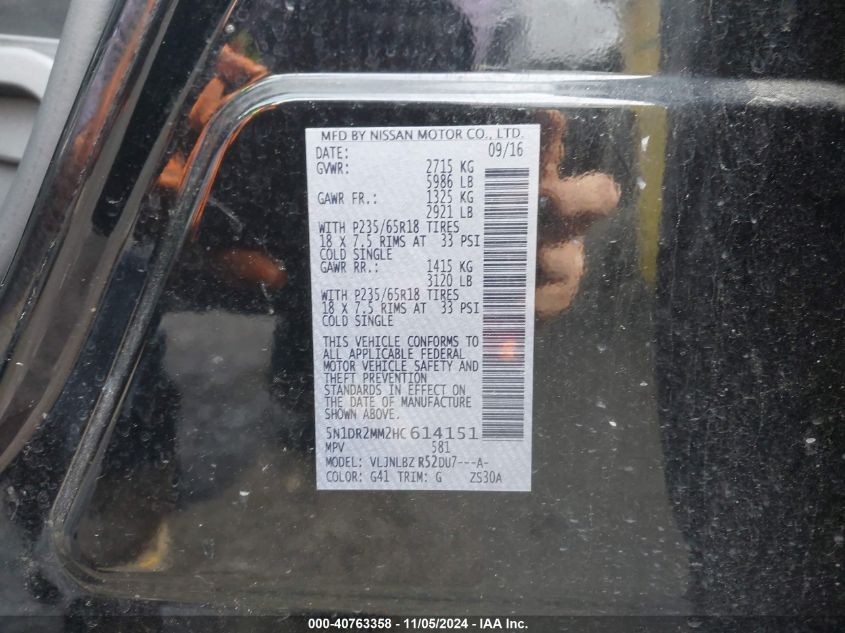 MFD BY NISSAN MOTOR CO., LTD.
DATE: 09/16
GVWR: 2715 KG
5986 LB
GAWR FR.: 1325 KG
2921 LB
WITH P235/65R18 TIRES
18 X 7.5 RIMS AT 33 PSI
COLD SINGLE
GAWR RR.: 1415 KG
3120 LB
WITH P235/65R18 TIRES
18 X 7.5 RIMS AT 33 PSI
COLD SINGLE
THIS VEHICLE CONFORMS TO
ALL APPLICABLE FEDERAL
MOTOR VEHICLE SAFETY AND
THEFT PREVENTION
STANDARDS IN EFFECT ON
THE DATE OF MANUFACTURE
SHOWN ABOVE.
5N1DR2MM2HC614151
MPV 581
MODEL: VLJNLBZ R52DU7---A-
COLOR: G41 TRIM: G ZS30A
000-40763358 - 11/05/2024 - IAA Inc.